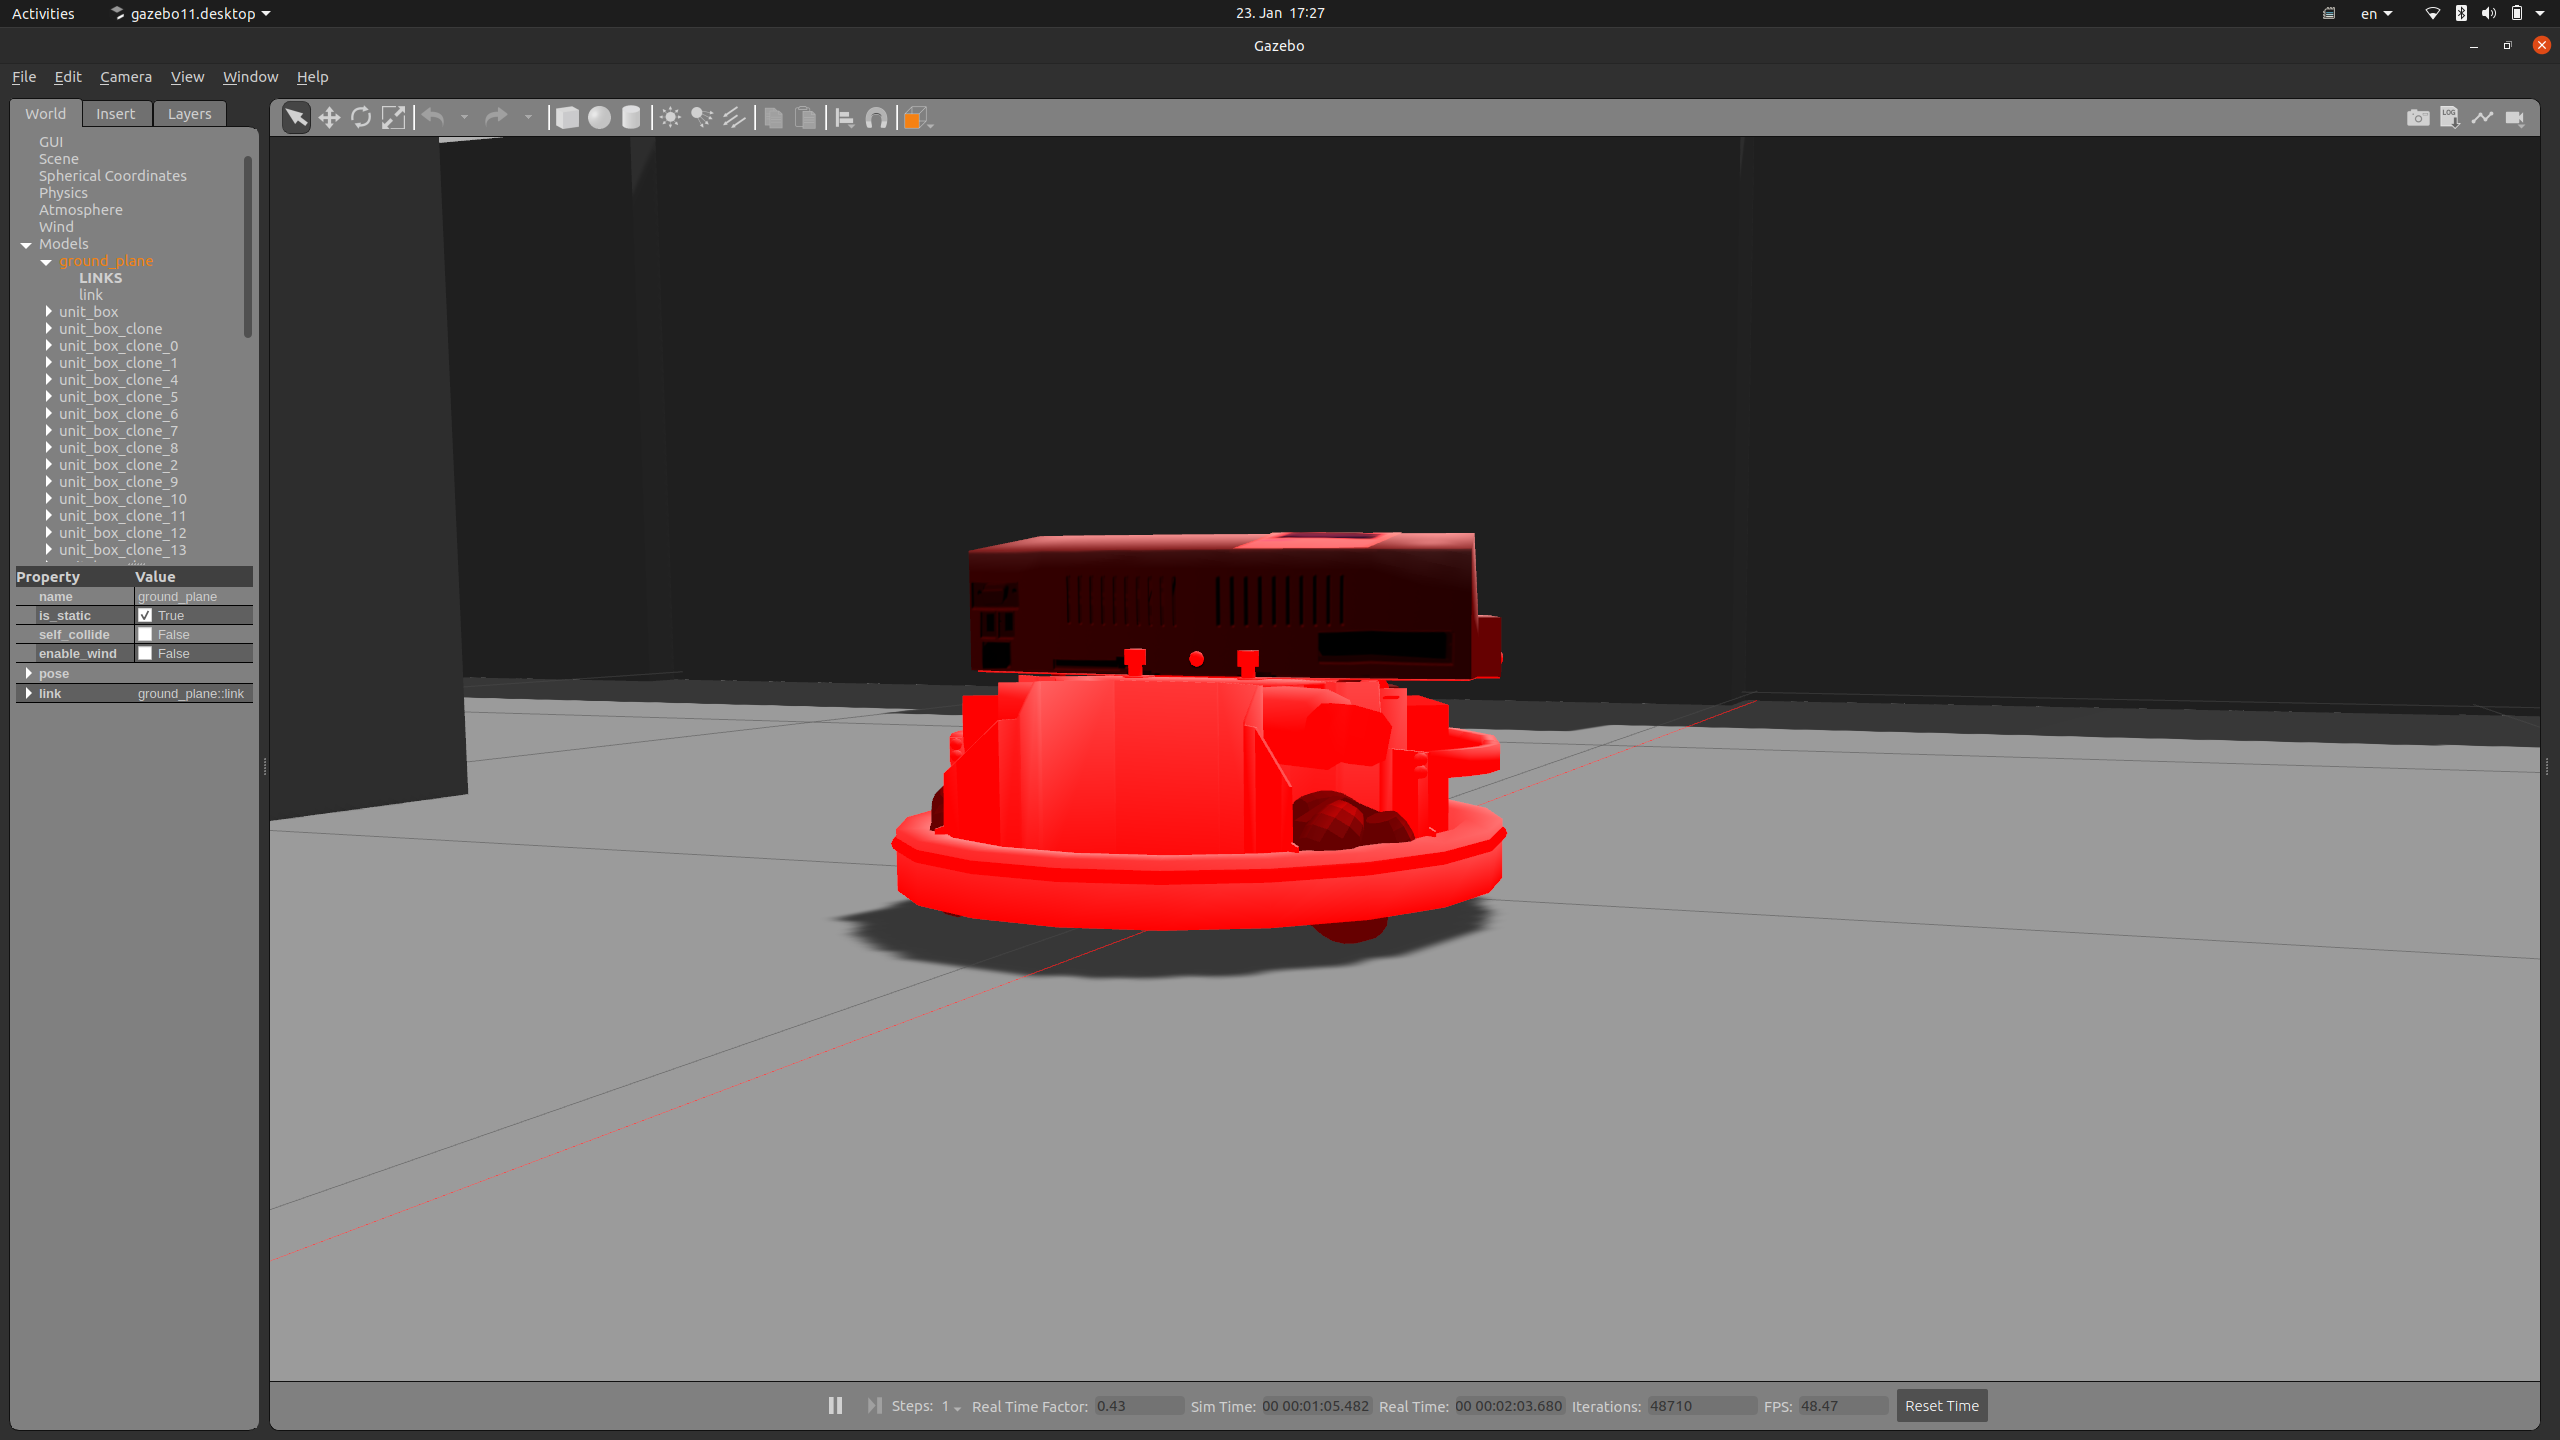 Activities gazebo11.desktop 23. Jan 17:27 en
Gazebo
File Edit Camera View Window Help
World Insert Layers
GUI
Scene
Spherical Coordinates
Physics
Atmosphere
Wind
Models
ground_plane
LINKS
link
unit_box
unit_box_clone
unit_box_clone_0
unit_box_clone_1
unit_box_clone_4
unit_box_clone_5
unit_box_clone_6
unit_box_clone_7
unit_box_clone_8
unit_box_clone_2
unit_box_clone_9
unit_box_clone_10
unit_box_clone_11
unit_box_clone_12
unit_box_clone_13
Property Value
name ground_plane
is_static True
self_collide False
enable_wind False
pose
link ground_plane::link
LOG
Steps: 1 Real Time Factor: 0.43 Sim Time: 00 00:01:05.482 Real Time: 00 00:02:03.680 Iterations: 48710 FPS: 48.47 Reset Time